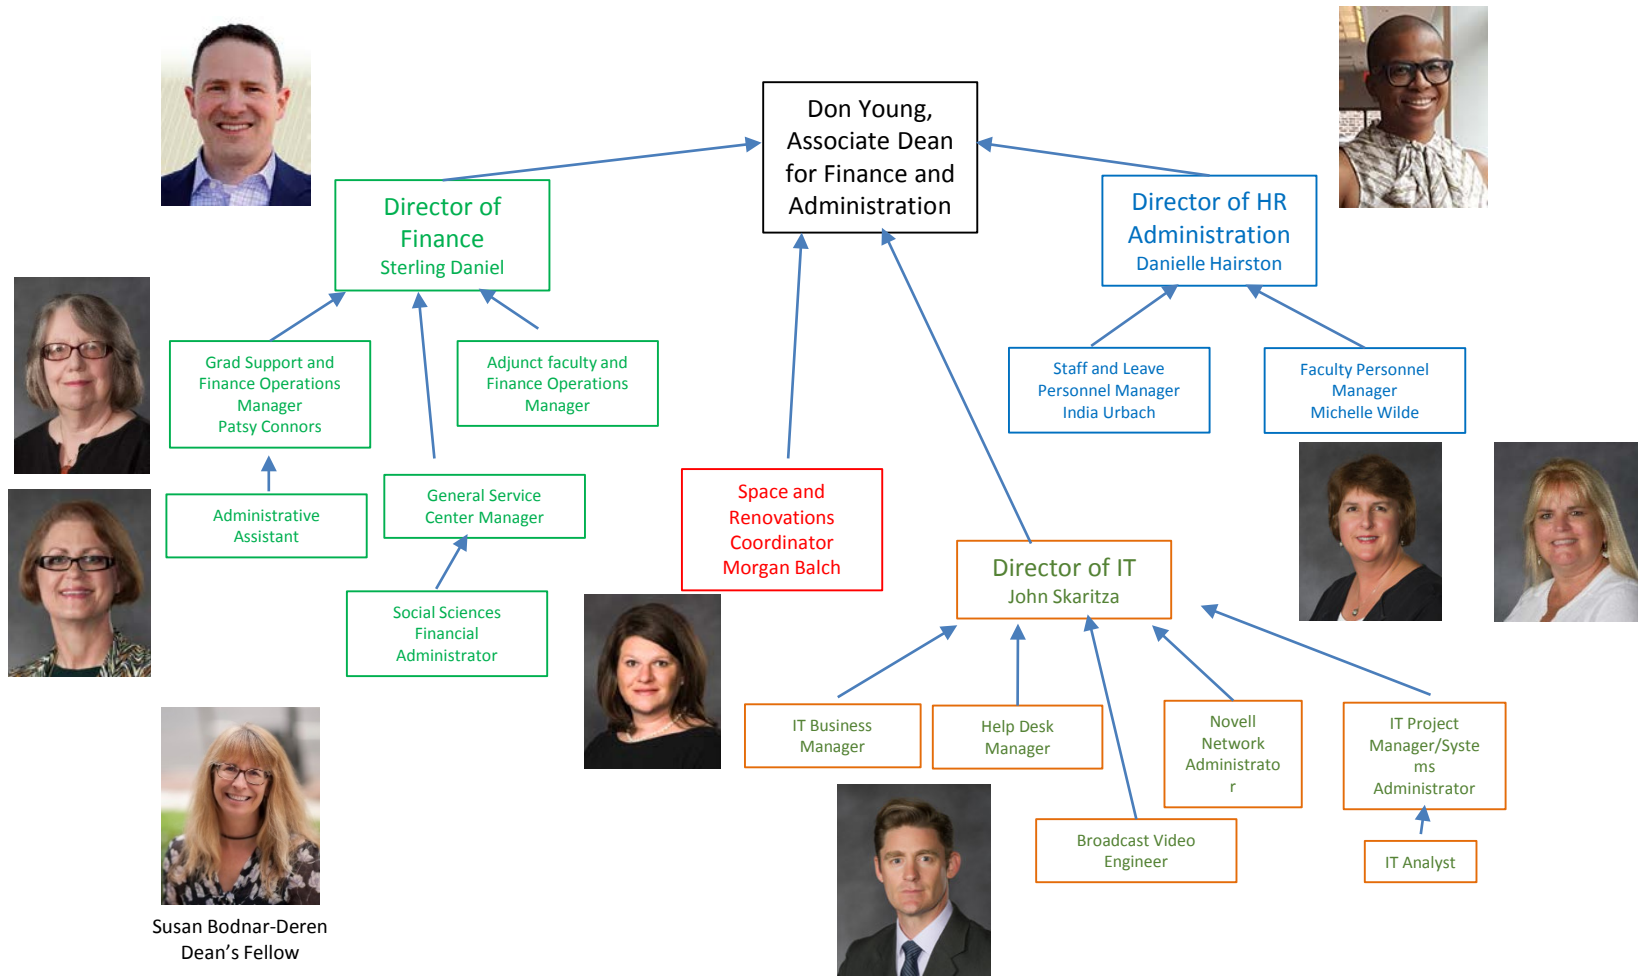 Don Young,
Associate Dean
for Finance and
Administration
Director of
Finance
Sterling Daniel
Director of HR
Administration
Danielle Hairston
Grad Support and
Finance Operations
Manager
Patsy Connors
Adjunct faculty and
Finance Operations
Manager
Staff and Leave
Personnel Manager
India Urbach
Faculty Personnel
Manager
Michelle Wilde
Administrative
Assistant
General Service
Center Manager
Space and
Renovations
Coordinator
Morgan Balch
Director of IT
John Skaritza
Social Sciences
Financial
Administrator
IT Business
Manager
Help Desk
Manager
Novell
Network
Administrato
r
IT Project
Manager/Syste
ms
Administrator
Broadcast Video
Engineer
IT Analyst
Susan Bodnar-Deren
Dean’s Fellow